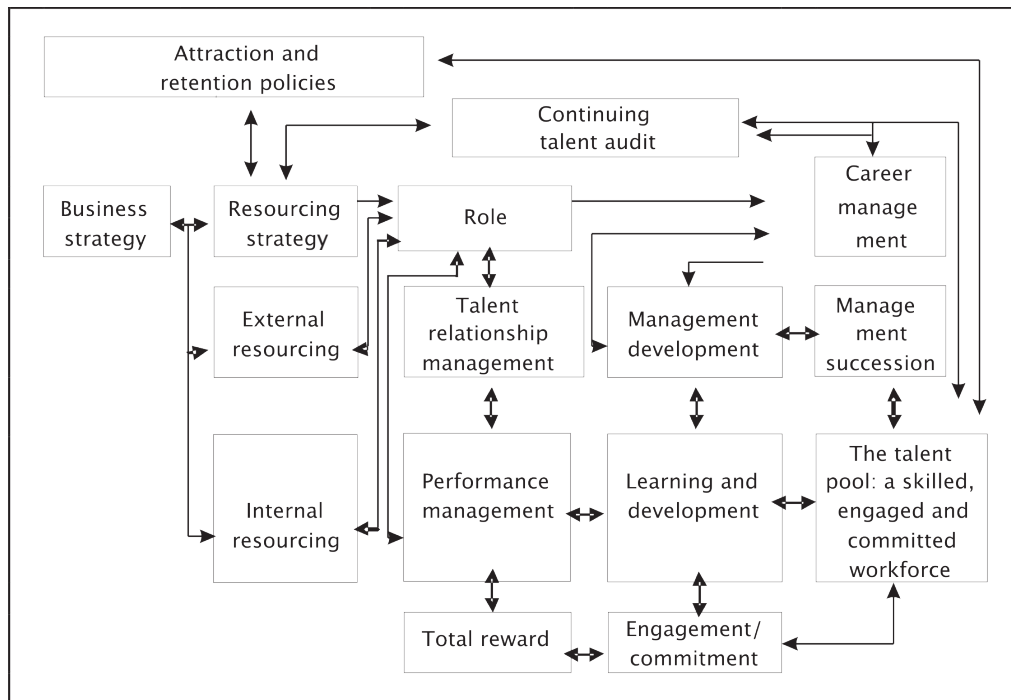 Attraction and
retention policies
Continuing
talent audit
Business
strategy
Resourcing
strategy
Role
Career
manage
ment
External
resourcing
Talent
relationship
management
Management
development
Manage
ment
succession
Internal
resourcing
Performance
management
Learning and
development
The talent
pool: a skilled,
engaged and
committed
workforce
Total reward
Engagement/
commitment